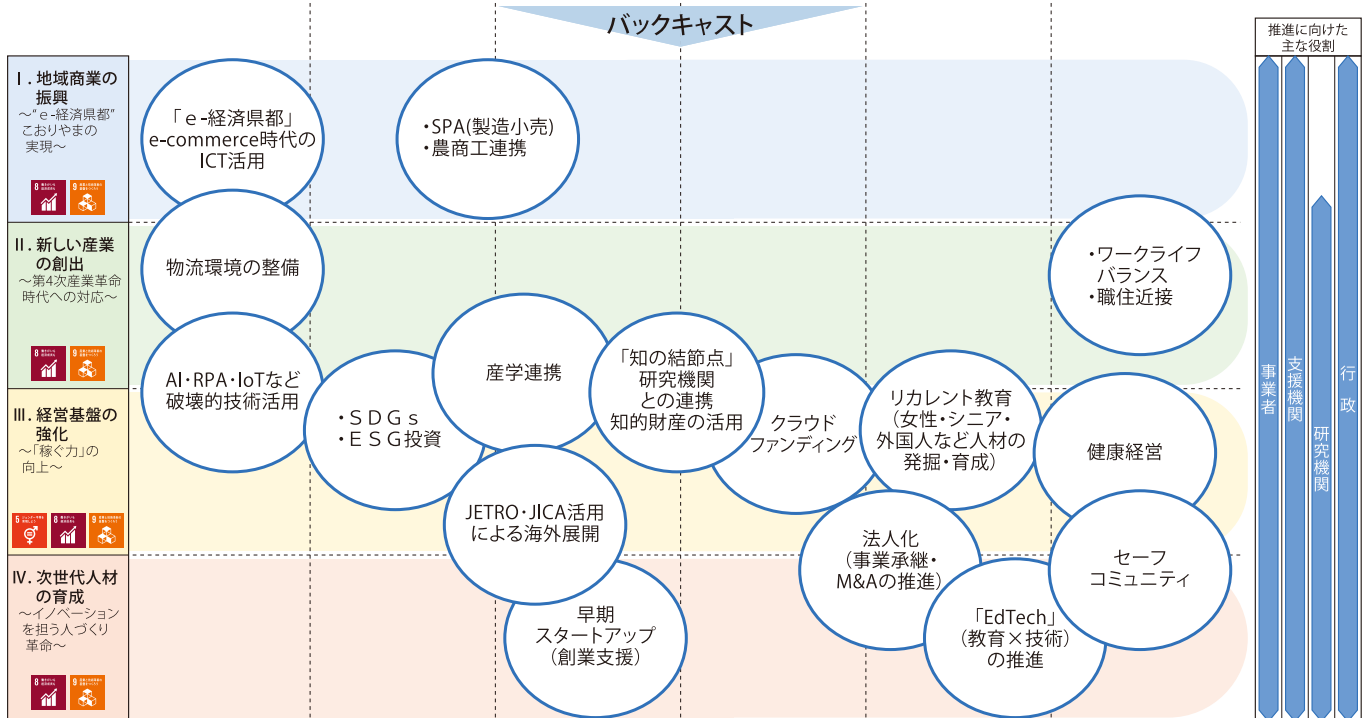 バックキャスト
推進に向けた
主な役割
Ⅰ. 地域商業の
振興
～“e-経済県都”
こおりやまの
実現～
8
9
「e-経済県都」
e-commerce時代の
ICT活用
・SPA(製造小売)
・農商工連携
Ⅱ. 新しい産業
の創出
～第4次産業革命
時代への対応～
8
9
物流環境の整備
・ワークライフ
バランス
・職住近接
AI・RPA・IoTなど
破壊的技術活用
・SDGs
・ESG投資
産学連携
「知の結節点」
研究機関
との連携
知的財産の活用
クラウド
ファンディング
リカレント教育
(女性・シニア・
外国人など人材の
発掘・育成)
健康経営
Ⅲ. 経営基盤の
強化
～「稼ぐ力」の
向上～
5
8
9
JETRO・JICA活用
による海外展開
法人化
(事業承継・
M&Aの推進)
セーフ
コミュニティ
Ⅳ. 次世代人材
の育成
～イノベーション
を担う人づくり
革命～
8
9
早期
スタートアップ
(創業支援)
「EdTech」
(教育×技術)
の推進
事業者
支援機関
研究機関
行政